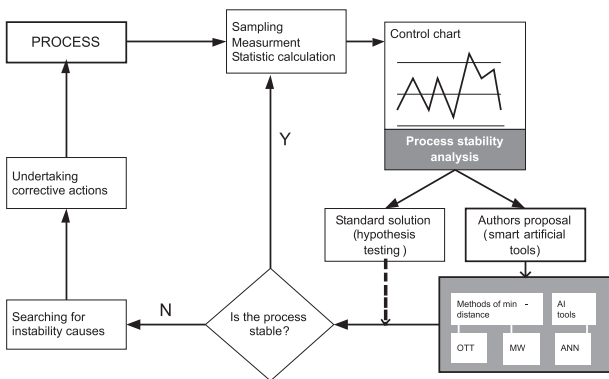 PROCESS
Sampling
Measurment
Statistic calculation
Control chart
Process stability
analysis
Y
Undertaking
corrective actions
Standard solution
(hypothesis
testing)
Authors proposal
(smart artificial
tools)
Searching for
instability causes
N
Is the process
stable?
Methods of min -
distance
AI
tools
OTT
MW
ANN